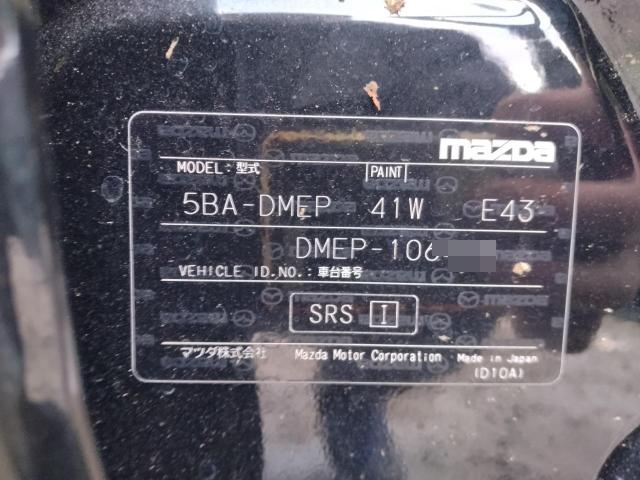 mazda
MODEL:型式 PAINT
5BA-DMEP 41W E43
DMEP-106
VEHICLE ID.NO.:車台番号
SRS I
マツダ株式会社 Mazda Motor Corporation Made in Japan
(D10A)